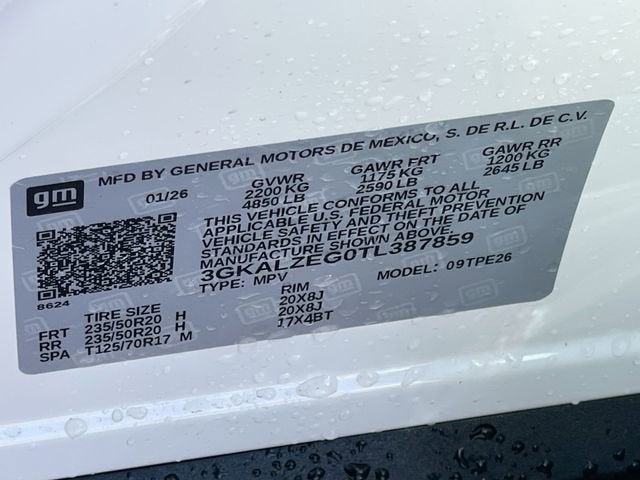 gm
MFD BY GENERAL MOTORS DE MEXICO, S. DE R.L. DE C.V.
01/26 GVWR GAWR FRT GAWR RR
2200 KG 1175 KG 1200 KG
4850 LB 2590 LB 2645 LB
THIS VEHICLE CONFORMS TO ALL
APPLICABLE U.S. FEDERAL MOTOR
VEHICLE SAFETY, AND THEFT PREVENTION
STANDARDS IN EFFECT ON THE DATE OF
MANUFACTURE SHOWN ABOVE.
3GKALZEG0TL387859
8624
TYPE: MPV MODEL: 09TPE26
TIRE SIZE RIM
FRT 235/50R20 H 20X8J
RR 235/50R20 H 20X8J
SPA T125/70R17 M 17X4BT